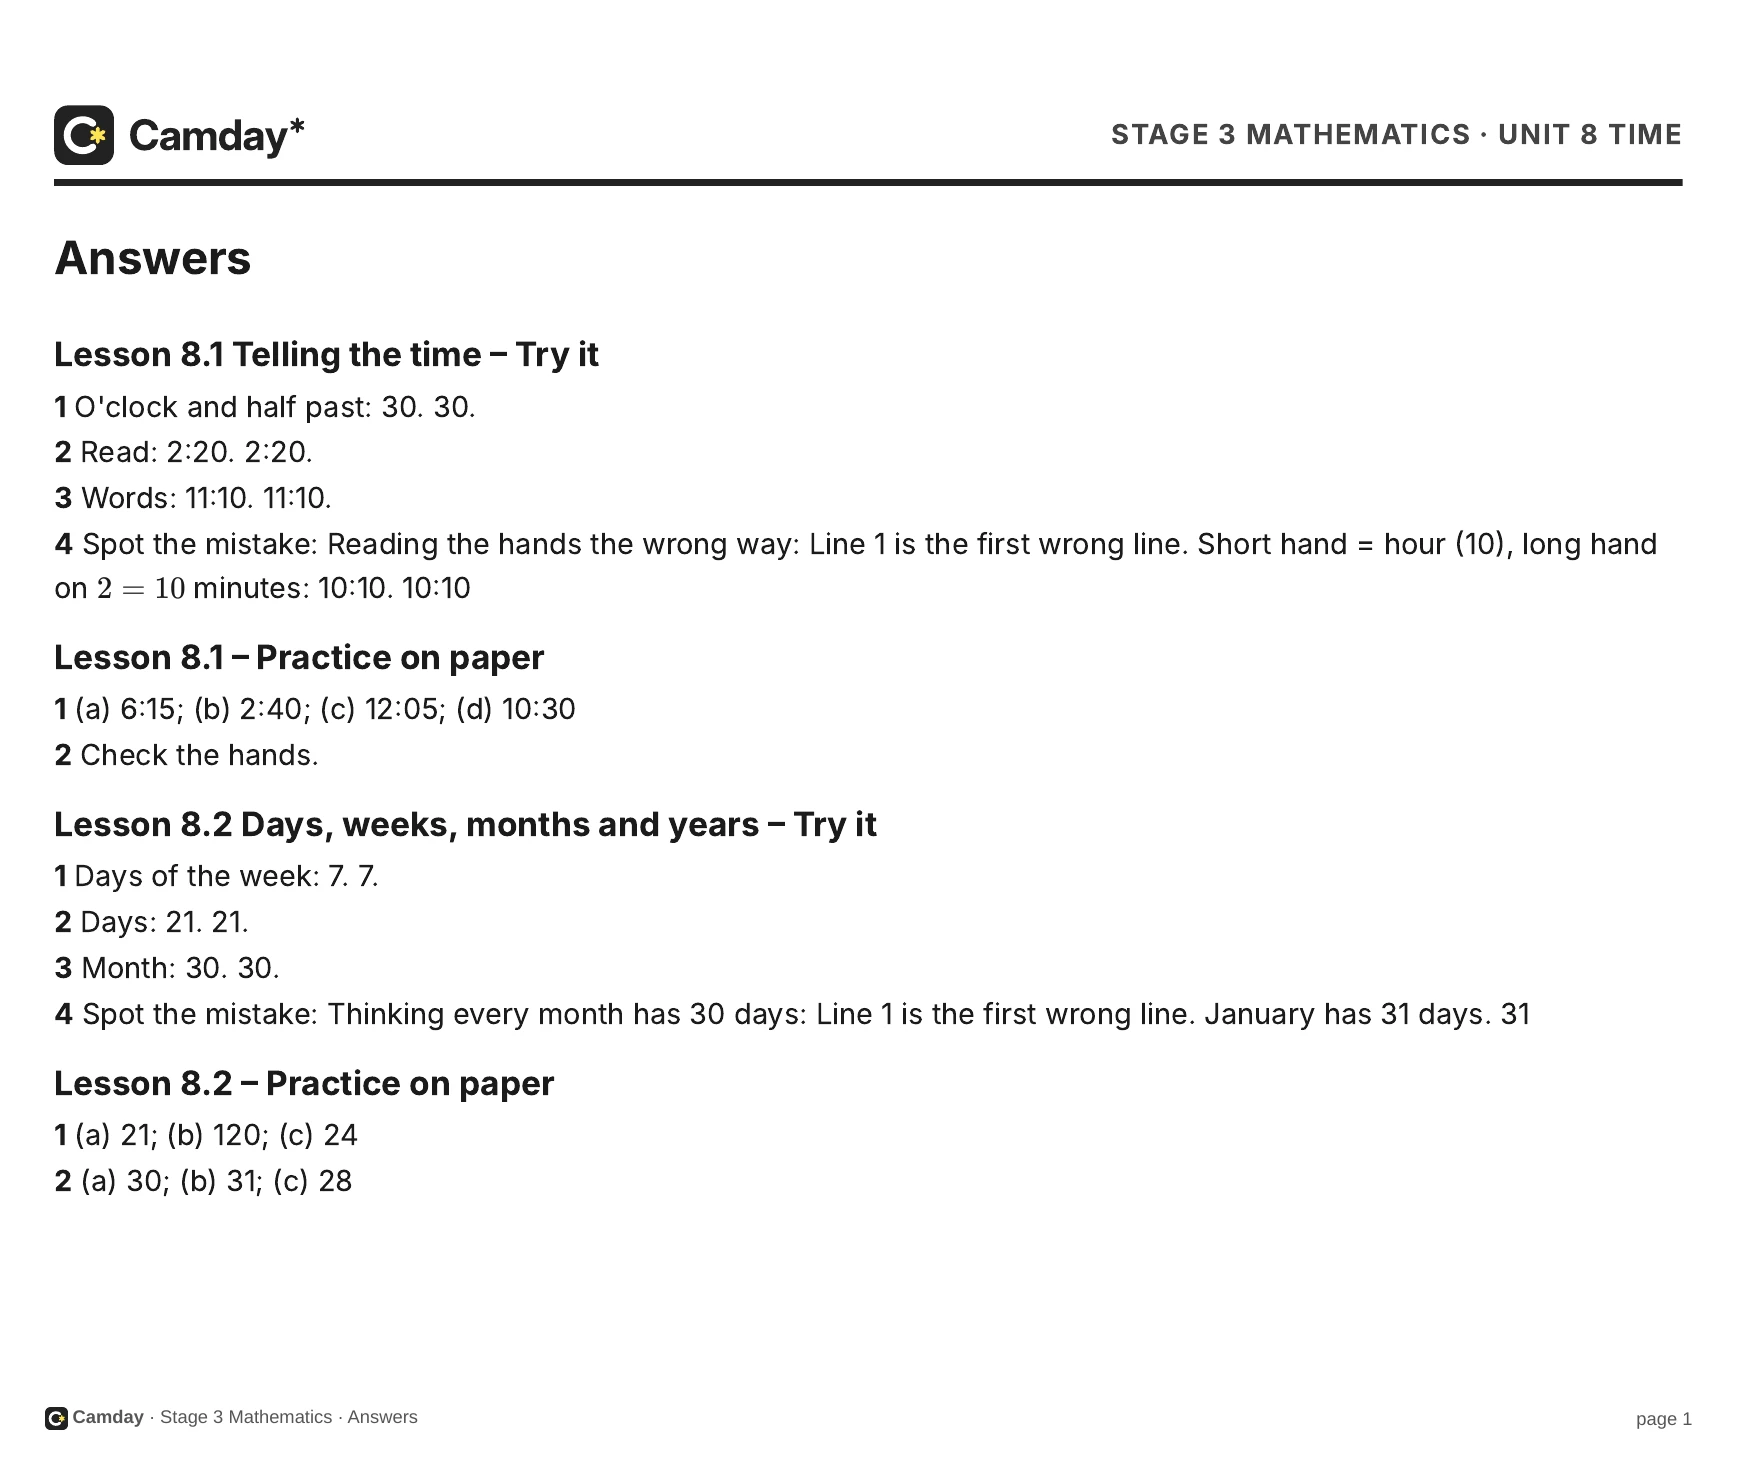 Camday*
STAGE 3 MATHEMATICS · UNIT 8 TIME
Answers
Lesson 8.1 Telling the time – Try it
1 O'clock and half past: 30. 30.
2 Read: 2:20. 2:20.
3 Words: 11:10. 11:10.
4 Spot the mistake: Reading the hands the wrong way: Line 1 is the first wrong line. Short hand = hour (10), long hand
on 2 = 10 minutes: 10:10. 10:10
Lesson 8.1 – Practice on paper
1 (a) 6:15; (b) 2:40; (c) 12:05; (d) 10:30
2 Check the hands.
Lesson 8.2 Days, weeks, months and years – Try it
1 Days of the week: 7. 7.
2 Days: 21. 21.
3 Month: 30. 30.
4 Spot the mistake: Thinking every month has 30 days: Line 1 is the first wrong line. January has 31 days. 31
Lesson 8.2 – Practice on paper
1 (a) 21; (b) 120; (c) 24
2 (a) 30; (b) 31; (c) 28
Camday · Stage 3 Mathematics · Answers
page 1